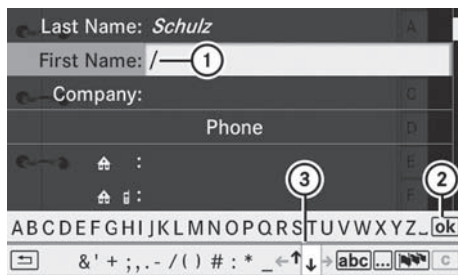 Last Name: Schulz A
First Name: / 1
Company: C
Phone D
: E
: F
3 2
ABCDEFGHIJKLMNOPQRSTUVWXYZ_ ok
& ' + ; , . - / ( ) # : * _ ←↑↓→ abc ... c